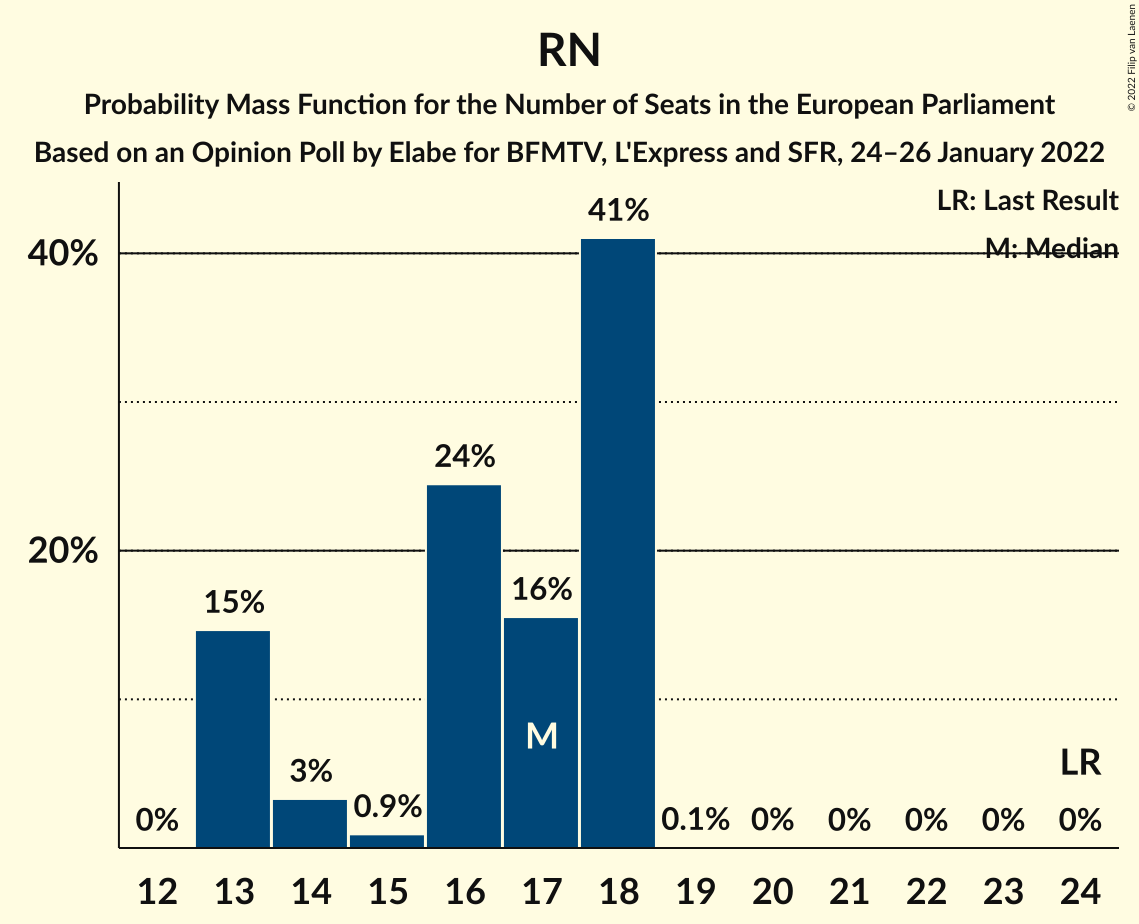 RN
Probability Mass Function for the Number of Seats in the European Parliament
Based on an Opinion Poll by Elabe for BFMTV, L'Express and SFR, 24–26 January 2022
© 2022 Filip van Laenen
LR: Last Result
M: Median
40%
20%
0%
15%
3%
0.9%
24%
16%
41%
0.1%
0%
0%
0%
0%
0%
M
LR
12 13 14 15 16 17 18 19 20 21 22 23 24